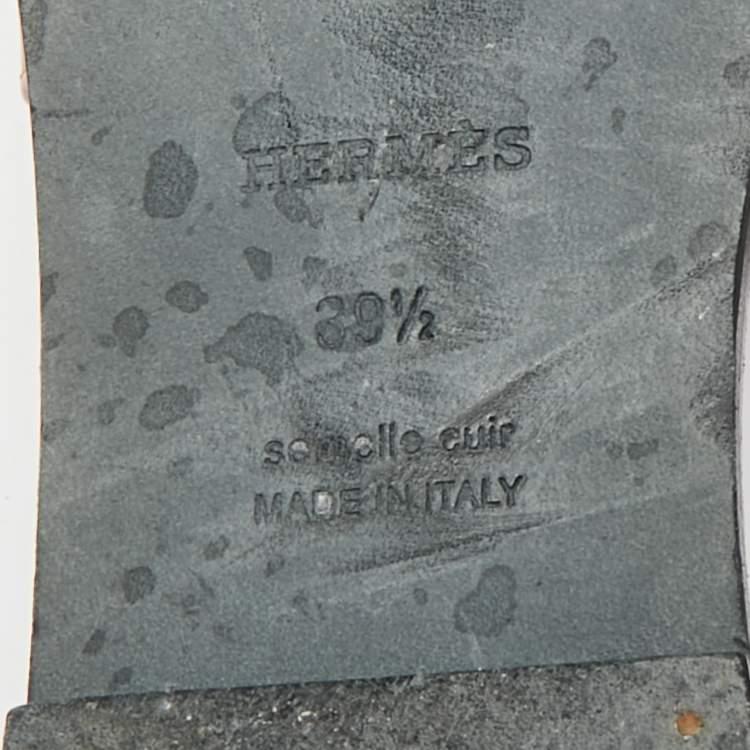 HERMÈS
39½
semelle cuir
MADE IN ITALY